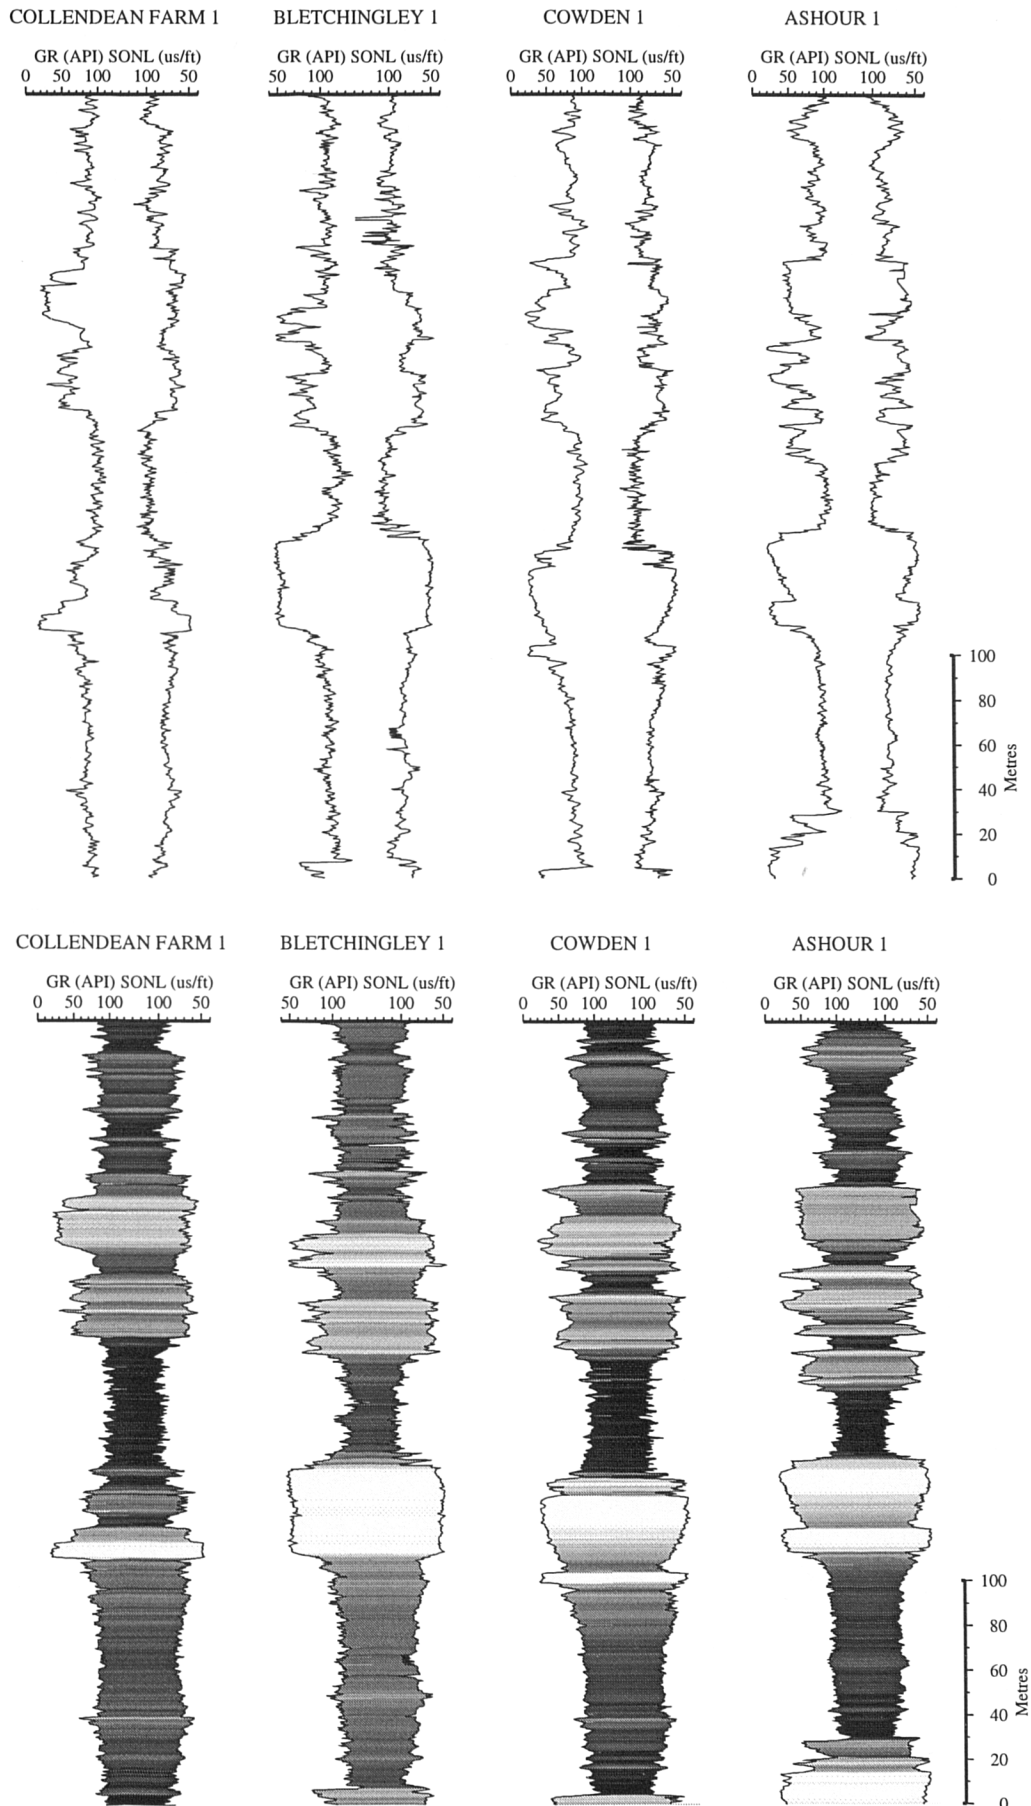 COLLENDEAN FARM 1 BLETCHINGLEY 1 COWDEN 1 ASHOUR 1
GR (API) SONL (us/ft) GR (API) SONL (us/ft) GR (API) SONL (us/ft) GR (API) SONL (us/ft)
0 50 100 100 50 50 100 100 50 0 50 100 100 50 0 50 100 100 50
100
80
60
40
20
0
Metres
COLLENDEAN FARM 1 BLETCHINGLEY 1 COWDEN 1 ASHOUR 1
GR (API) SONL (us/ft) GR (API) SONL (us/ft) GR (API) SONL (us/ft) GR (API) SONL (us/ft)
0 50 100 100 50 50 100 100 50 0 50 100 100 50 0 50 100 100 50
100
80
60
40
20
0
Metres